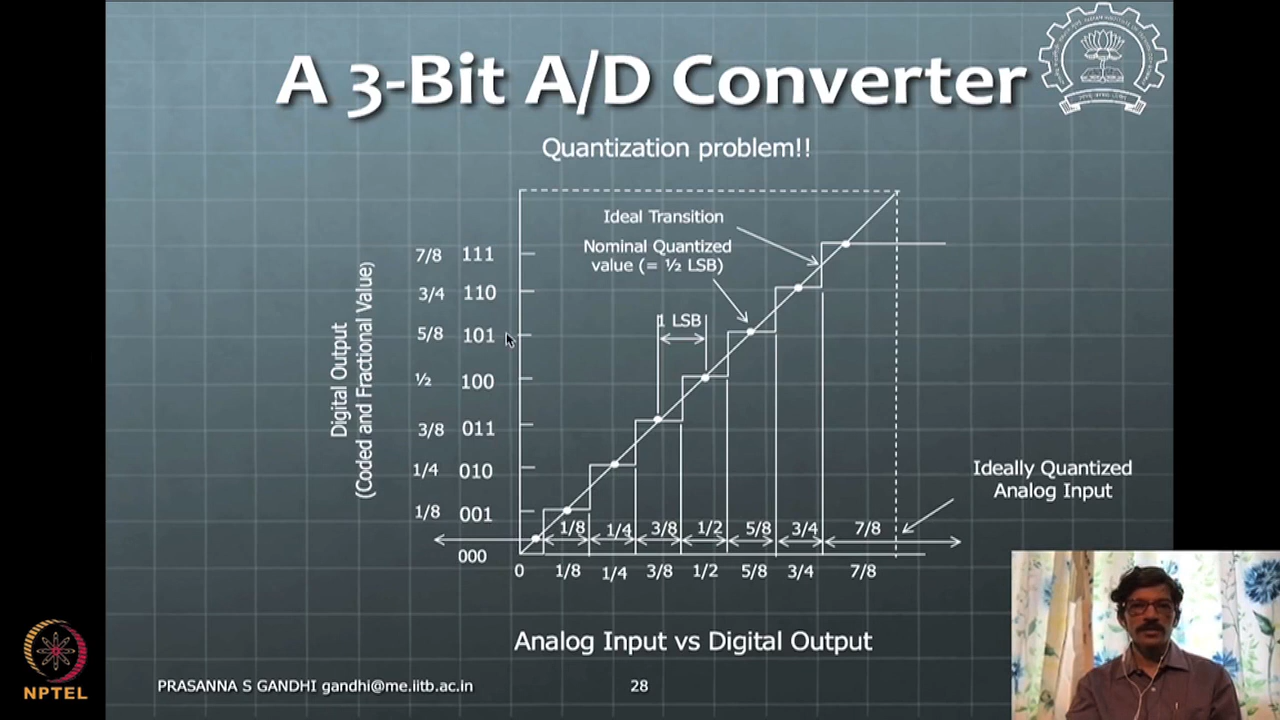 A 3-Bit A/D Converter
Quantization problem!!
Ideal Transition
Nominal Quantized
value (= ½ LSB)
1 LSB
Digital Output
(Coded and Fractional Value)
7/8 111
3/4 110
5/8 101
½ 100
3/8 011
1/4 010
1/8 001
000
Ideally Quantized
Analog Input
1/8 1/4 3/8 1/2 5/8 3/4 7/8
0 1/8 1/4 3/8 1/2 5/8 3/4 7/8
Analog Input vs Digital Output
PRASANNA S GANDHI gandhi@me.iitb.ac.in 28
NPTEL